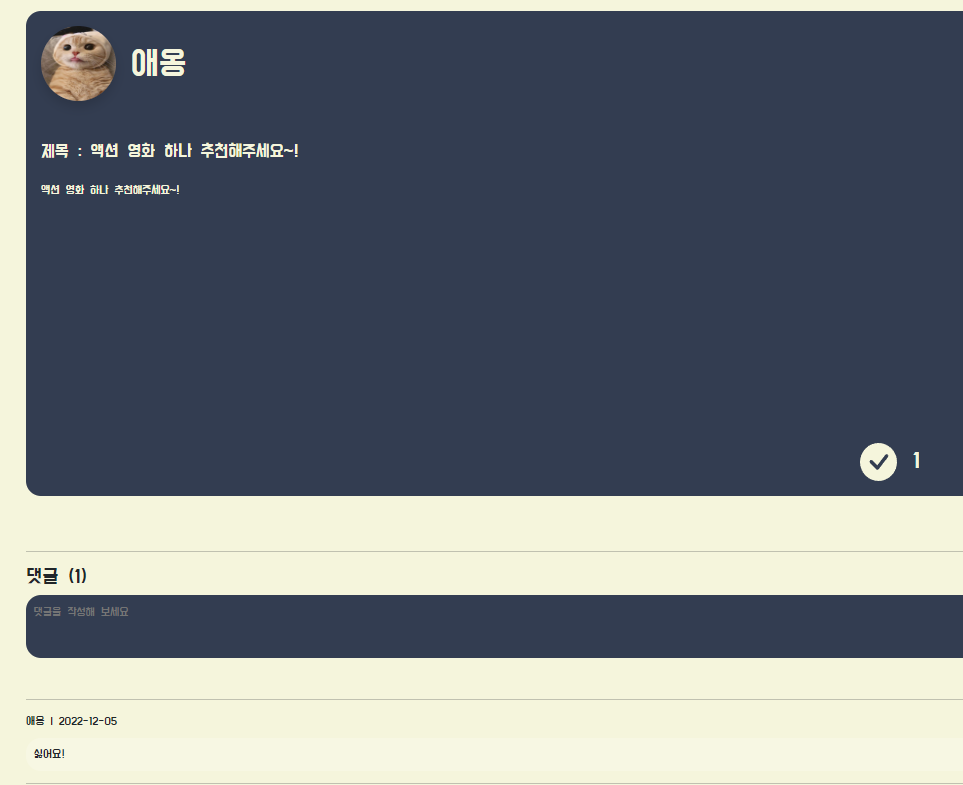 애옹
제목 : 액션 영화 하나 추천해주세요~!
액션 영화 하나 추천해주세요~!
1
댓글 (1)
댓글을 작성해 보세요
애옹 | 2022-12-05
싫어요!